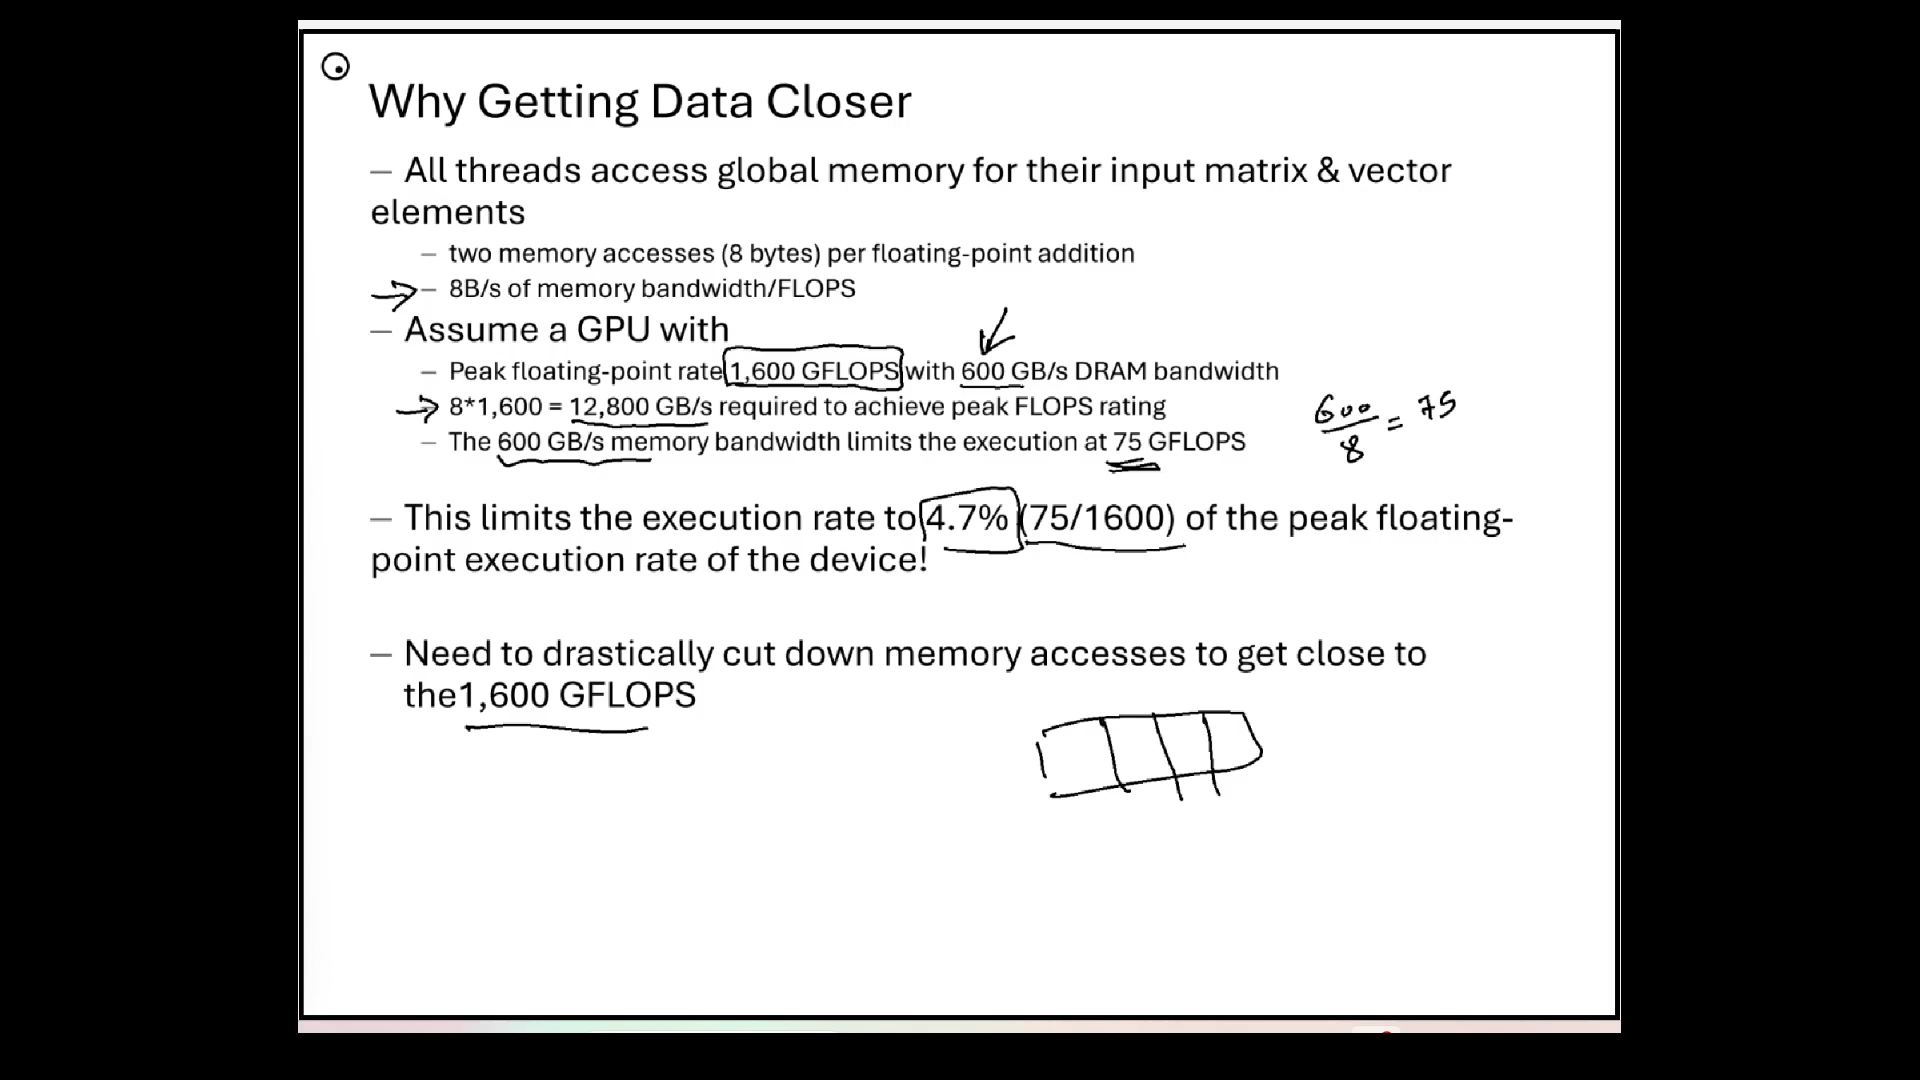 Why Getting Data Closer
– All threads access global memory for their input matrix & vector
elements
– two memory accesses (8 bytes) per floating-point addition
– 8B/s of memory bandwidth/FLOPS
– Assume a GPU with
– Peak floating-point rate 1,600 GFLOPS with 600 GB/s DRAM bandwidth
– 8*1,600 = 12,800 GB/s required to achieve peak FLOPS rating
600/8 = 75
– The 600 GB/s memory bandwidth limits the execution at 75 GFLOPS
– This limits the execution rate to 4.7% (75/1600) of the peak floating-
point execution rate of the device!
– Need to drastically cut down memory accesses to get close to
the1,600 GFLOPS